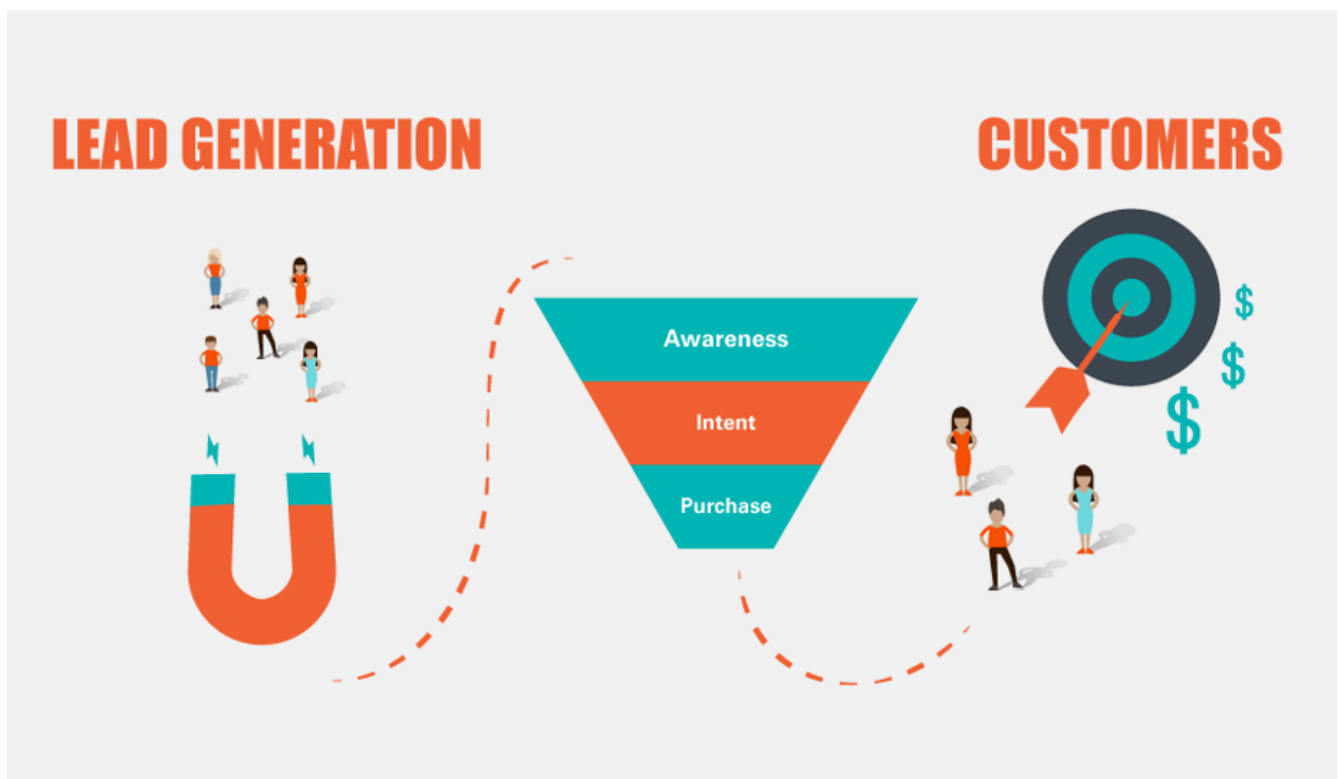 LEAD GENERATION
CUSTOMERS
Awareness
Intent
Purchase
$
$
$